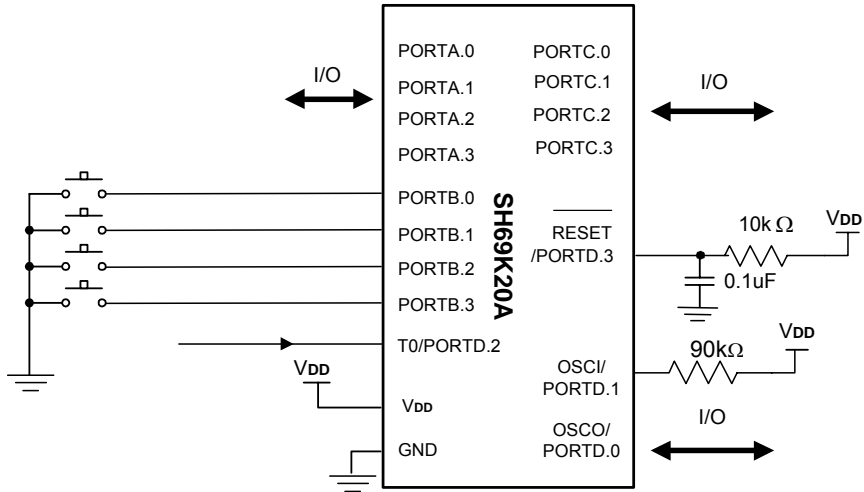 PORTA.0
PORTA.1
PORTA.2
PORTA.3
PORTB.0
PORTB.1
PORTB.2
PORTB.3
T0/PORTD.2
VDD
GND
I/O
VDD
SH69K20A
PORTC.0
PORTC.1
PORTC.2
PORTC.3
RESET
/PORTD.3
OSCI/
PORTD.1
OSCO/
PORTD.0
I/O
10kΩ
VDD
0.1uF
90kΩ
VDD
I/O